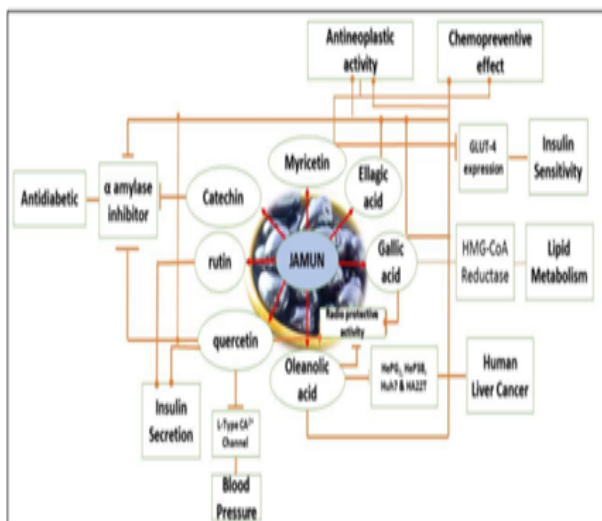 Antineoplastic
activity
Chemopreventive
effect
Myricetin
GLUT-4
expression
Insulin
Sensitivity
Ellagic
acid
Antidiabetic
α amylase
inhibitor
Catechin
rutin
JAMUN
Gallic
acid
HMG-CoA
Reductase
Lipid
Metabolism
Radio protective
activity
quercetin
Oleanolic
acid
Huh7 & HA22T
Human
Liver Cancer
Insulin
Secretion
L-Type CA²⁺
Channel
Blood
Pressure